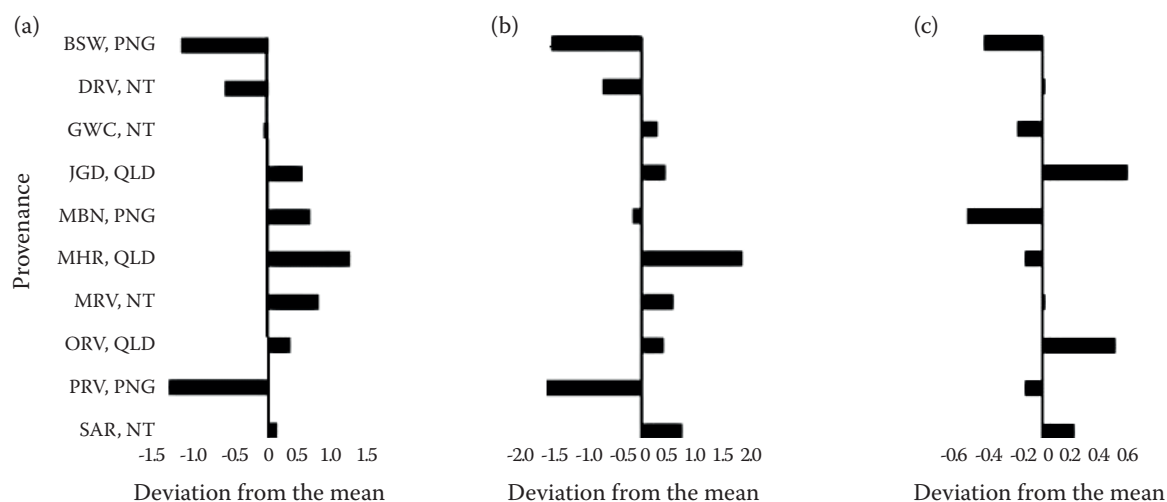 (a)
(b)
(c)
Provenance
BSW, PNG
DRV, NT
GWC, NT
JGD, QLD
MBN, PNG
MHR, QLD
MRV, NT
ORV, QLD
PRV, PNG
SAR, NT
-1.5 -1.0 -0.5 0 0.5 1.0 1.5
-2.0 -1.5 -1.0 -0.5 0 0.5 1.0 1.5 2.0
-0.6 -0.4 -0.2 0 0.2 0.4 0.6
Deviation from the mean
Deviation from the mean
Deviation from the mean